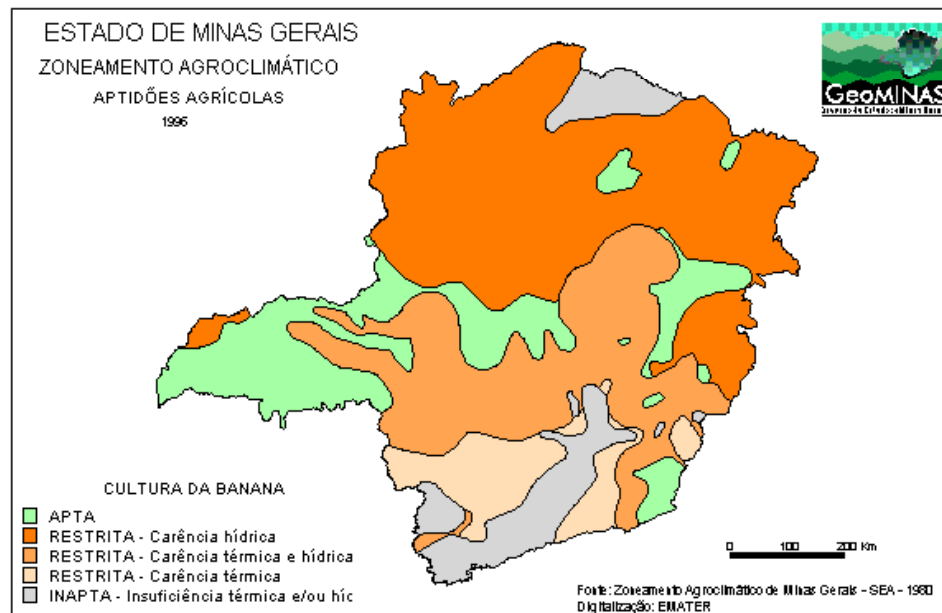 ESTADO DE MINAS GERAIS
ZONEAMENTO AGROCLIMÁTICO
APTIDÕES AGRÍCOLAS
1996
GeoMINAS
CULTURA DA BANANA
APTA
RESTRITA - Carência hídrica
RESTRITA - Carência térmica e hídrica
RESTRITA - Carência térmica
INAPTA - Insuficiência térmica e/ou híc
0 100 200 Km
Fonte: Zoneamento Agroclimático de Minas Gerais - SEA - 1980
Digitalização: EMATER